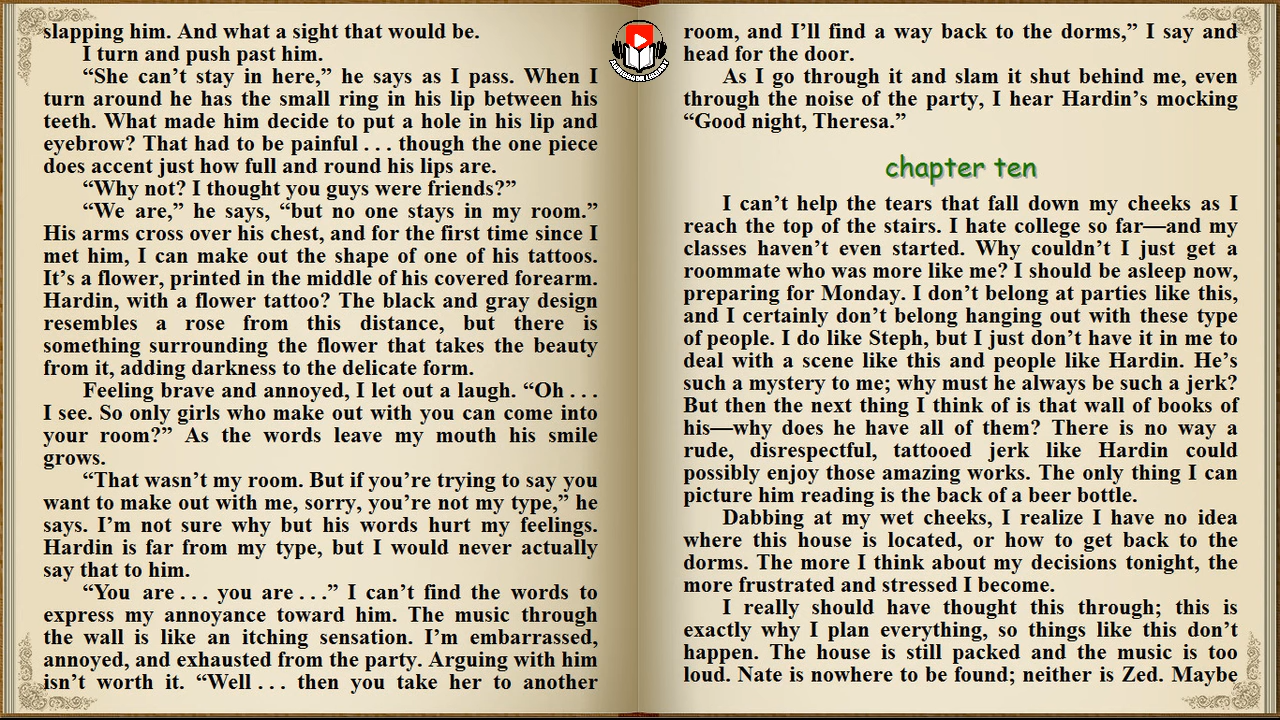 slapping him. And what a sight that would be.
I turn and push past him.
“She can’t stay in here,” he says as I pass. When I
turn around he has the small ring in his lip between his
teeth. What made him decide to put a hole in his lip and
eyebrow? That had to be painful . . . though the one piece
does accent just how full and round his lips are.
“Why not? I thought you guys were friends?”
“We are,” he says, “but no one stays in my room.”
His arms cross over his chest, and for the first time since I
met him, I can make out the shape of one of his tattoos.
It’s a flower, printed in the middle of his covered forearm.
Hardin, with a flower tattoo? The black and gray design
resembles a rose from this distance, but there is
something surrounding the flower that takes the beauty
from it, adding darkness to the delicate form.
Feeling brave and annoyed, I let out a laugh. “Oh . . .
I see. So only girls who make out with you can come into
your room?” As the words leave my mouth his smile
grows.
“That wasn’t my room. But if you’re trying to say you
want to make out with me, sorry, you’re not my type,” he
says. I’m not sure why but his words hurt my feelings.
Hardin is far from my type, but I would never actually
say that to him.
“You are . . . you are . . .” I can’t find the words to
express my annoyance toward him. The music through
the wall is like an itching sensation. I’m embarrassed,
annoyed, and exhausted from the party. Arguing with him
isn’t worth it. “Well . . . then you take her to another
room, and I’ll find a way back to the dorms,” I say and
head for the door.
As I go through it and slam it shut behind me, even
through the noise of the party, I hear Hardin’s mocking
“Good night, Theresa.”
chapter ten
I can’t help the tears that fall down my cheeks as I
reach the top of the stairs. I hate college so far—and my
classes haven’t even started. Why couldn’t I just get a
roommate who was more like me? I should be asleep now,
preparing for Monday. I don’t belong at parties like this,
and I certainly don’t belong hanging out with these type
of people. I do like Steph, but I just don’t have it in me to
deal with a scene like this and people like Hardin. He’s
such a mystery to me; why must he always be such a jerk?
But then the next thing I think of is that wall of books of
his—why does he have all of them? There is no way a
rude, disrespectful, tattooed jerk like Hardin could
possibly enjoy those amazing works. The only thing I can
picture him reading is the back of a beer bottle.
Dabbing at my wet cheeks, I realize I have no idea
where this house is located, or how to get back to the
dorms. The more I think about my decisions tonight, the
more frustrated and stressed I become.
I really should have thought this through; this is
exactly why I plan everything, so things like this don’t
happen. The house is still packed and the music is too
loud. Nate is nowhere to be found; neither is Zed. Maybe